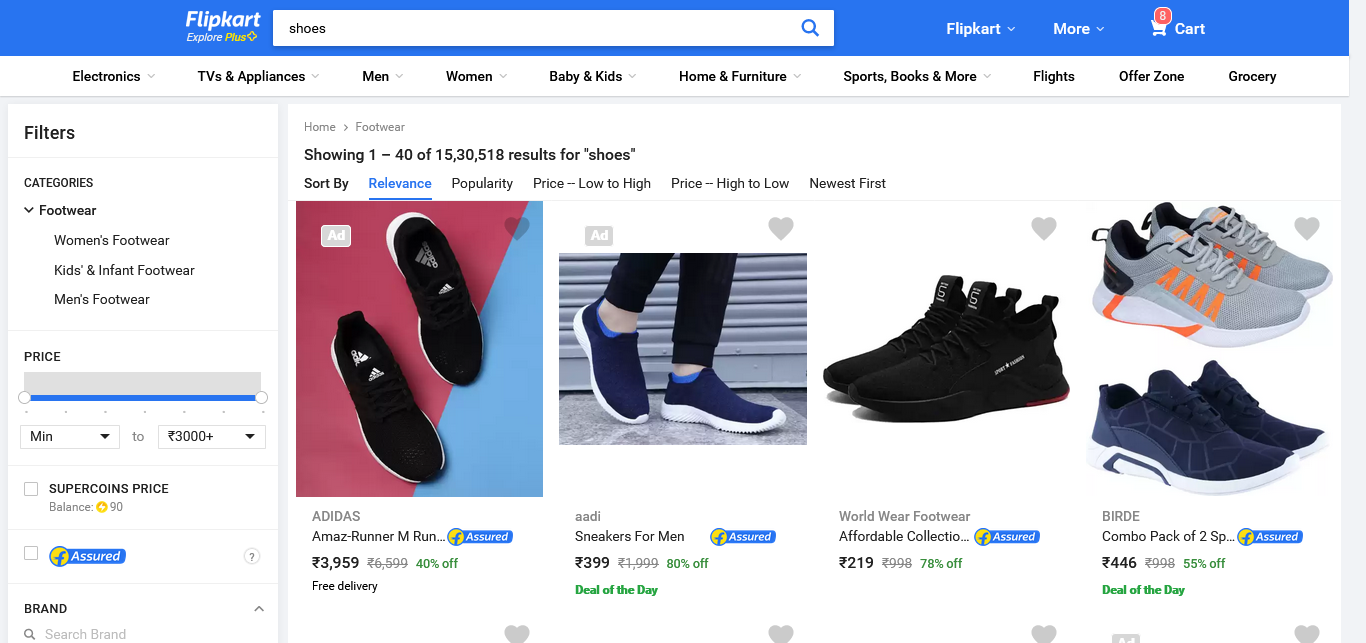 Flipkart
Explore Plus
shoes
Flipkart
More
8
Cart
Electronics
TVs & Appliances
Men
Women
Baby & Kids
Home & Furniture
Sports, Books & More
Flights
Offer Zone
Grocery
Filters
CATEGORIES
Footwear
Women's Footwear
Kids' & Infant Footwear
Men's Footwear
PRICE
Min
to
₹3000+
SUPERCOINS PRICE
Balance: 90
Assured
?
BRAND
Search Brand
Home > Footwear
Showing 1 – 40 of 15,30,518 results for "shoes"
Sort By Relevance Popularity Price -- Low to High Price -- High to Low Newest First
Ad
adidas
ADIDAS
Amaz-Runner M Run... Assured
₹3,959 ₹6,599 40% off
Free delivery
Ad
aadi
Sneakers For Men Assured
₹399 ₹1,999 80% off
Deal of the Day
SPORT FASHION
World Wear Footwear
Affordable Collectio... Assured
₹219 ₹998 78% off
BIRDE
Combo Pack of 2 Sp... Assured
₹446 ₹998 55% off
Deal of the Day
Ad